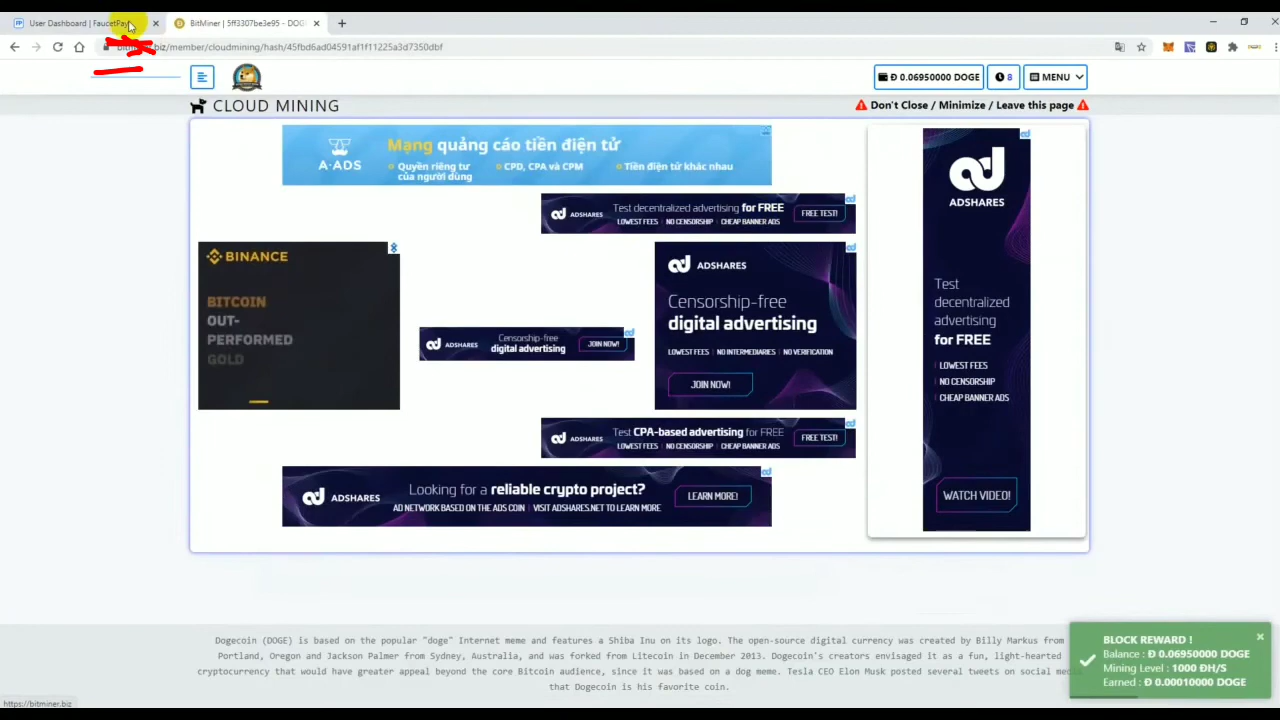 User Dashboard | FaucetPay
BitMiner | 5ff3307be3e95 - DOGE
biz/member/cloudmining/hash/45fbd6ad04591af1f11225a3d7350dbf
Đ 0.06950000 DOGE
8
MENU
CLOUD MINING
Don't Close / Minimize / Leave this page
A-ADS
Mạng quảng cáo tiền điện tử
Quyền riêng tư của người dùng
CPD, CPA và CPM
Tiền điện tử khác nhau
ADSHARES
Test decentralized advertising for FREE
LOWEST FEES | NO CENSORSHIP | CHEAP BANNER ADS
FREE TEST!
BINANCE
BITCOIN
OUT-
PERFORMED
GOLD
ADSHARES
Censorship-free
digital advertising
JOIN NOW!
ADSHARES
Censorship-free
digital advertising
LOWEST FEES | NO INTERMEDIARIES | NO VERIFICATION
JOIN NOW!
ADSHARES
Test CPA-based advertising for FREE
LOWEST FEES | NO CENSORSHIP | CHEAP BANNER ADS
FREE TEST!
ADSHARES
Looking for a reliable crypto project?
AD NETWORK BASED ON THE ADS COIN | VISIT ADSHARES.NET TO LEARN MORE
LEARN MORE!
ADSHARES
Test
decentralized
advertising
for FREE
LOWEST FEES
NO CENSORSHIP
CHEAP BANNER ADS
WATCH VIDEO!
Dogecoin (DOGE) is based on the popular "doge" Internet meme and features a Shiba Inu on its logo. The open-source digital currency was created by Billy Markus from
Portland, Oregon and Jackson Palmer from Sydney, Australia, and was forked from Litecoin in December 2013. Dogecoin's creators envisaged it as a fun, light-hearted
cryptocurrency that would have greater appeal beyond the core Bitcoin audience, since it was based on a dog meme. Tesla CEO Elon Musk posted several tweets on social
that Dogecoin is his favorite coin.
BLOCK REWARD !
Balance : Đ 0.06950000 DOGE
Mining Level : 1000 ĐH/S
Earned : Đ 0.00010000 DOGE
https://bitminer.biz